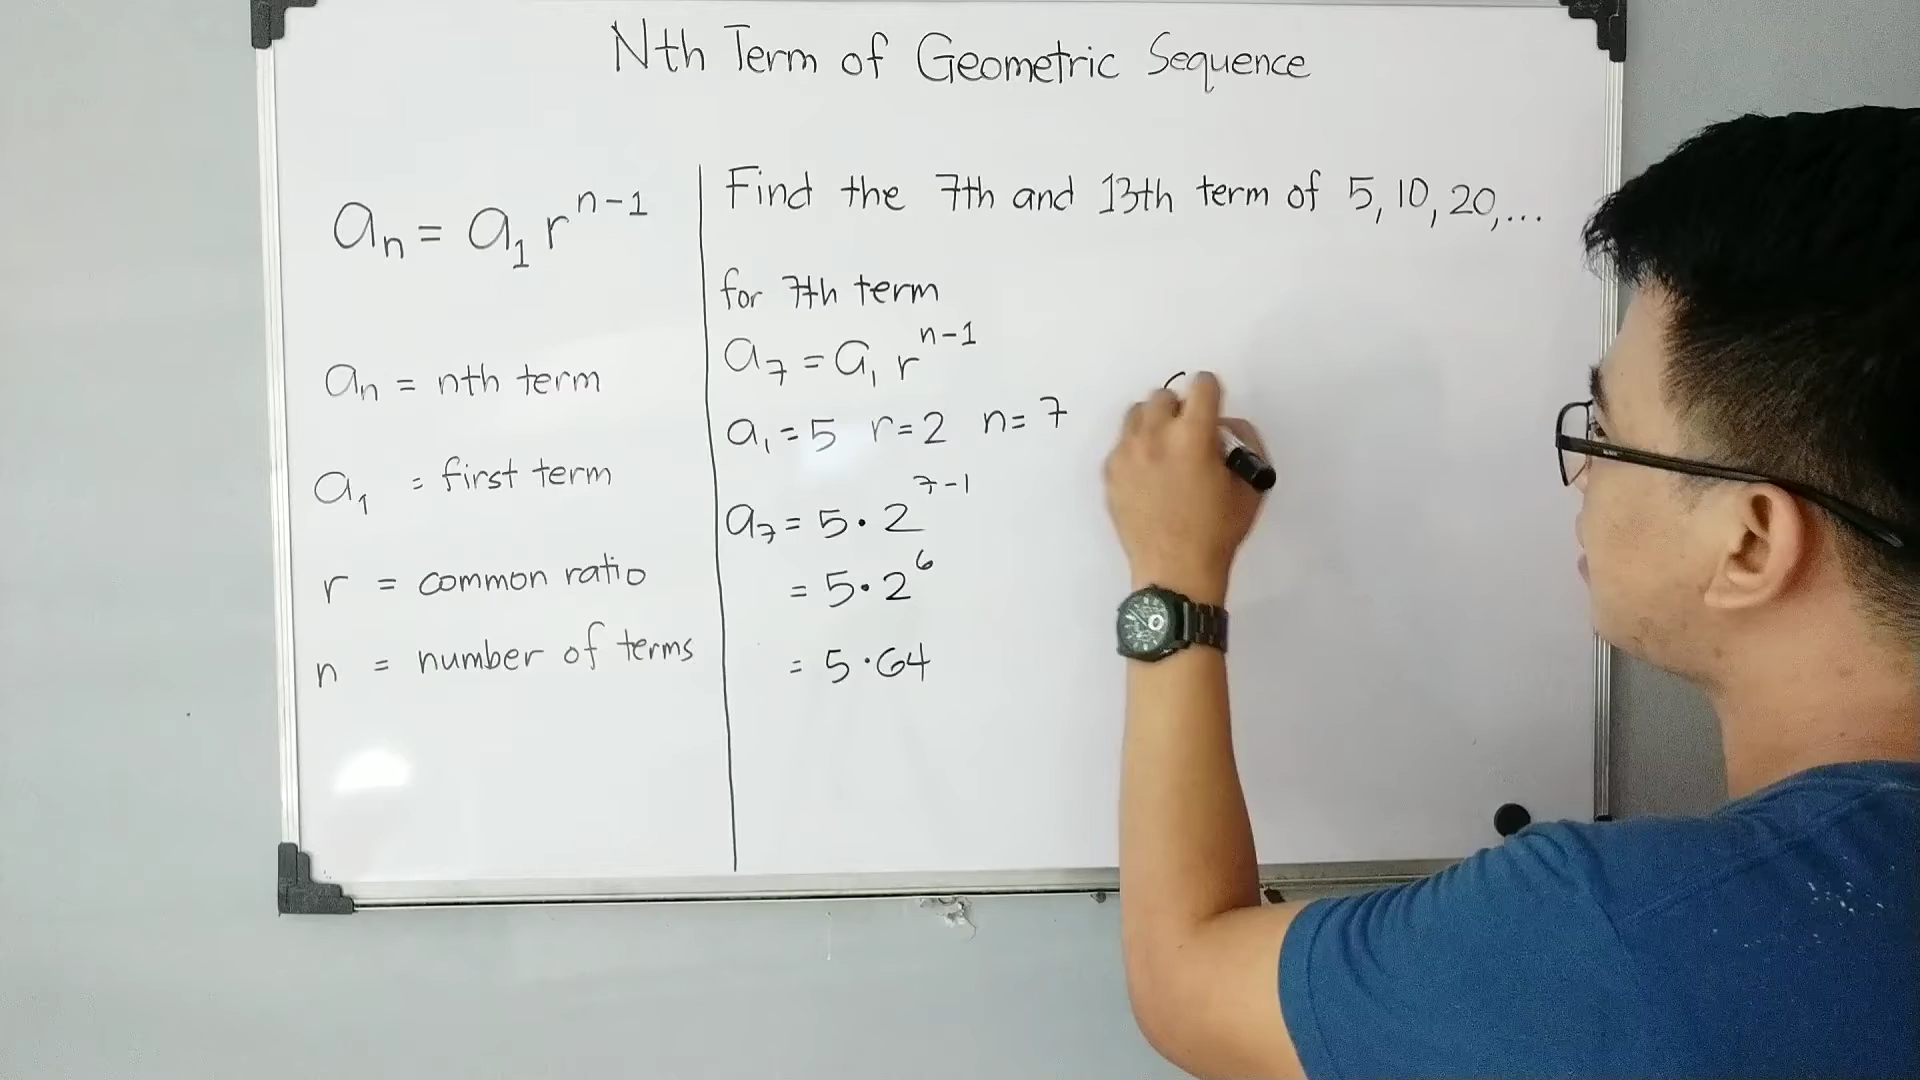 Nth Term of Geometric Sequence
aₙ = a₁ rⁿ⁻¹
aₙ = nth term
a₁ = first term
r = common ratio
n = number of terms
Find the 7th and 13th term of 5, 10, 20, ...
for 7th term
a₇ = a₁ rⁿ⁻¹
a₁ = 5 r = 2 n = 7
a₇ = 5 · 2⁷⁻¹
= 5 · 2⁶
= 5 · 64